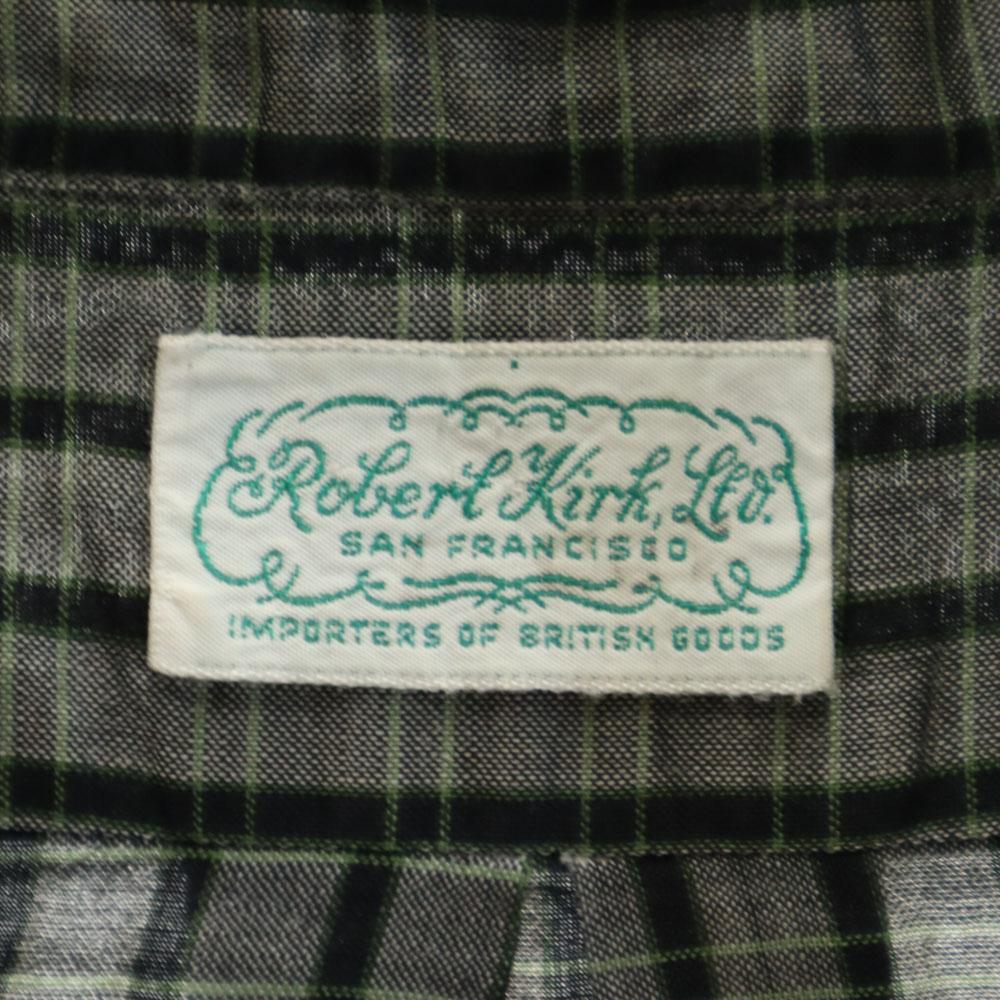 Robert Kirk, Ltd.
SAN FRANCISCO
IMPORTERS OF BRITISH GOODS